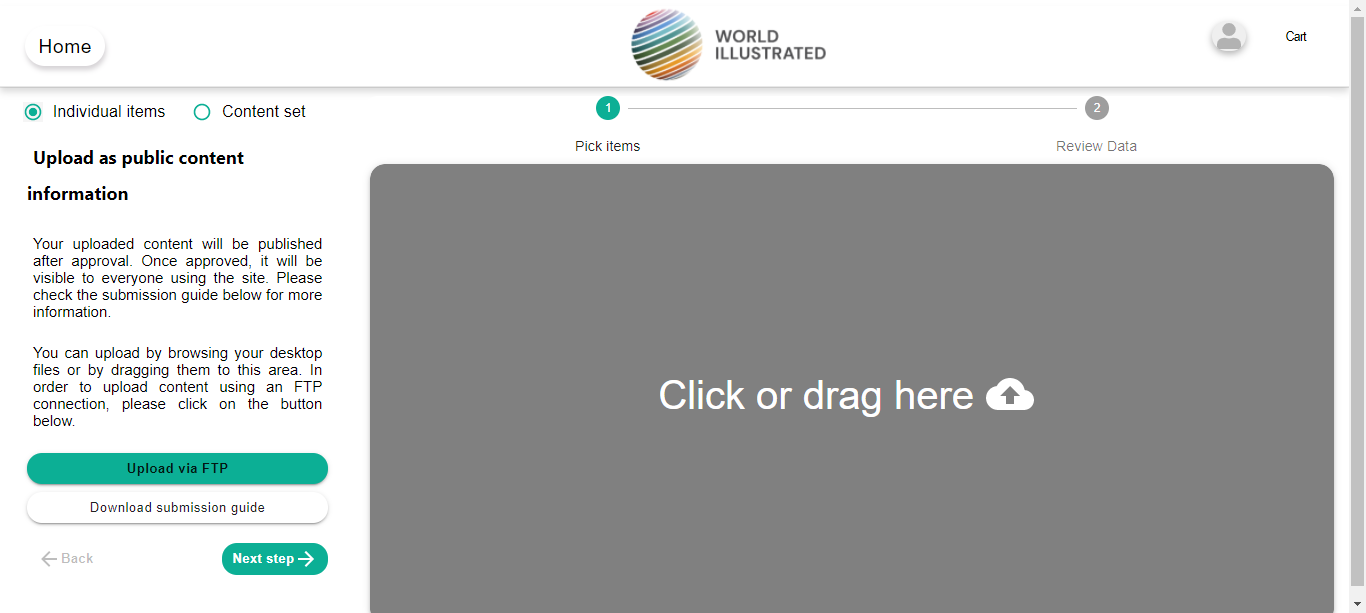 Home
WORLD
ILLUSTRATED
Cart
Individual items
Content set
1
2
Pick items
Review Data
Upload as public content
information
Your uploaded content will be published
after approval. Once approved, it will be
visible to everyone using the site. Please
check the submission guide below for more
information.
You can upload by browsing your desktop
files or by dragging them to this area. In
order to upload content using an FTP
connection, please click on the button
below.
Upload via FTP
Download submission guide
Back
Next step
Click or drag here